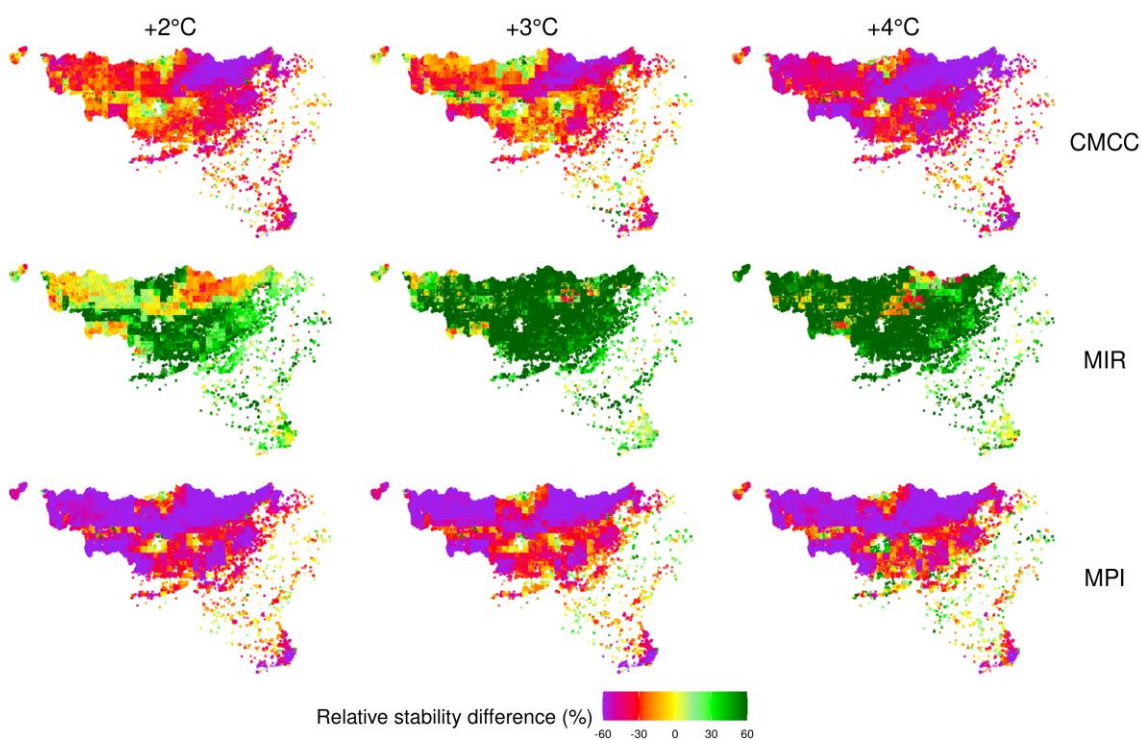 +2°C
+3°C
+4°C
CMCC
MIR
MPI
Relative stability difference (%)
-60 -30 0 30 60